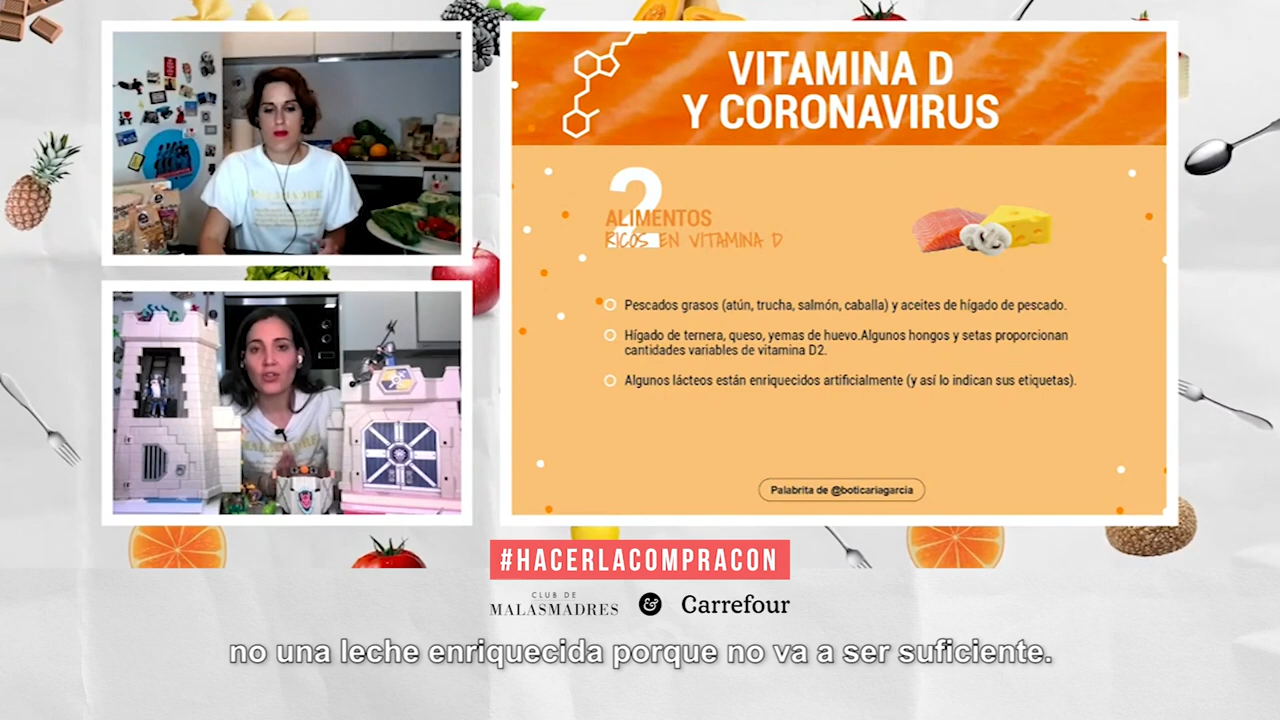 VITAMINA D
Y CORONAVIRUS
2
ALIMENTOS
RICOS EN VITAMINA D
Pescados grasos (atún, trucha, salmón, caballa) y aceites de hígado de pescado.
Hígado de ternera, queso, yemas de huevo.Algunos hongos y setas proporcionan
cantidades variables de vitamina D2.
Algunos lácteos están enriquecidos artificialmente (y así lo indican sus etiquetas).
Palabrita de @boticariagarcia
MALASMADRE
#HACERLACOMPRACON
CLUB DE
MALASMADRES & Carrefour
no una leche enriquecida porque no va a ser suficiente.